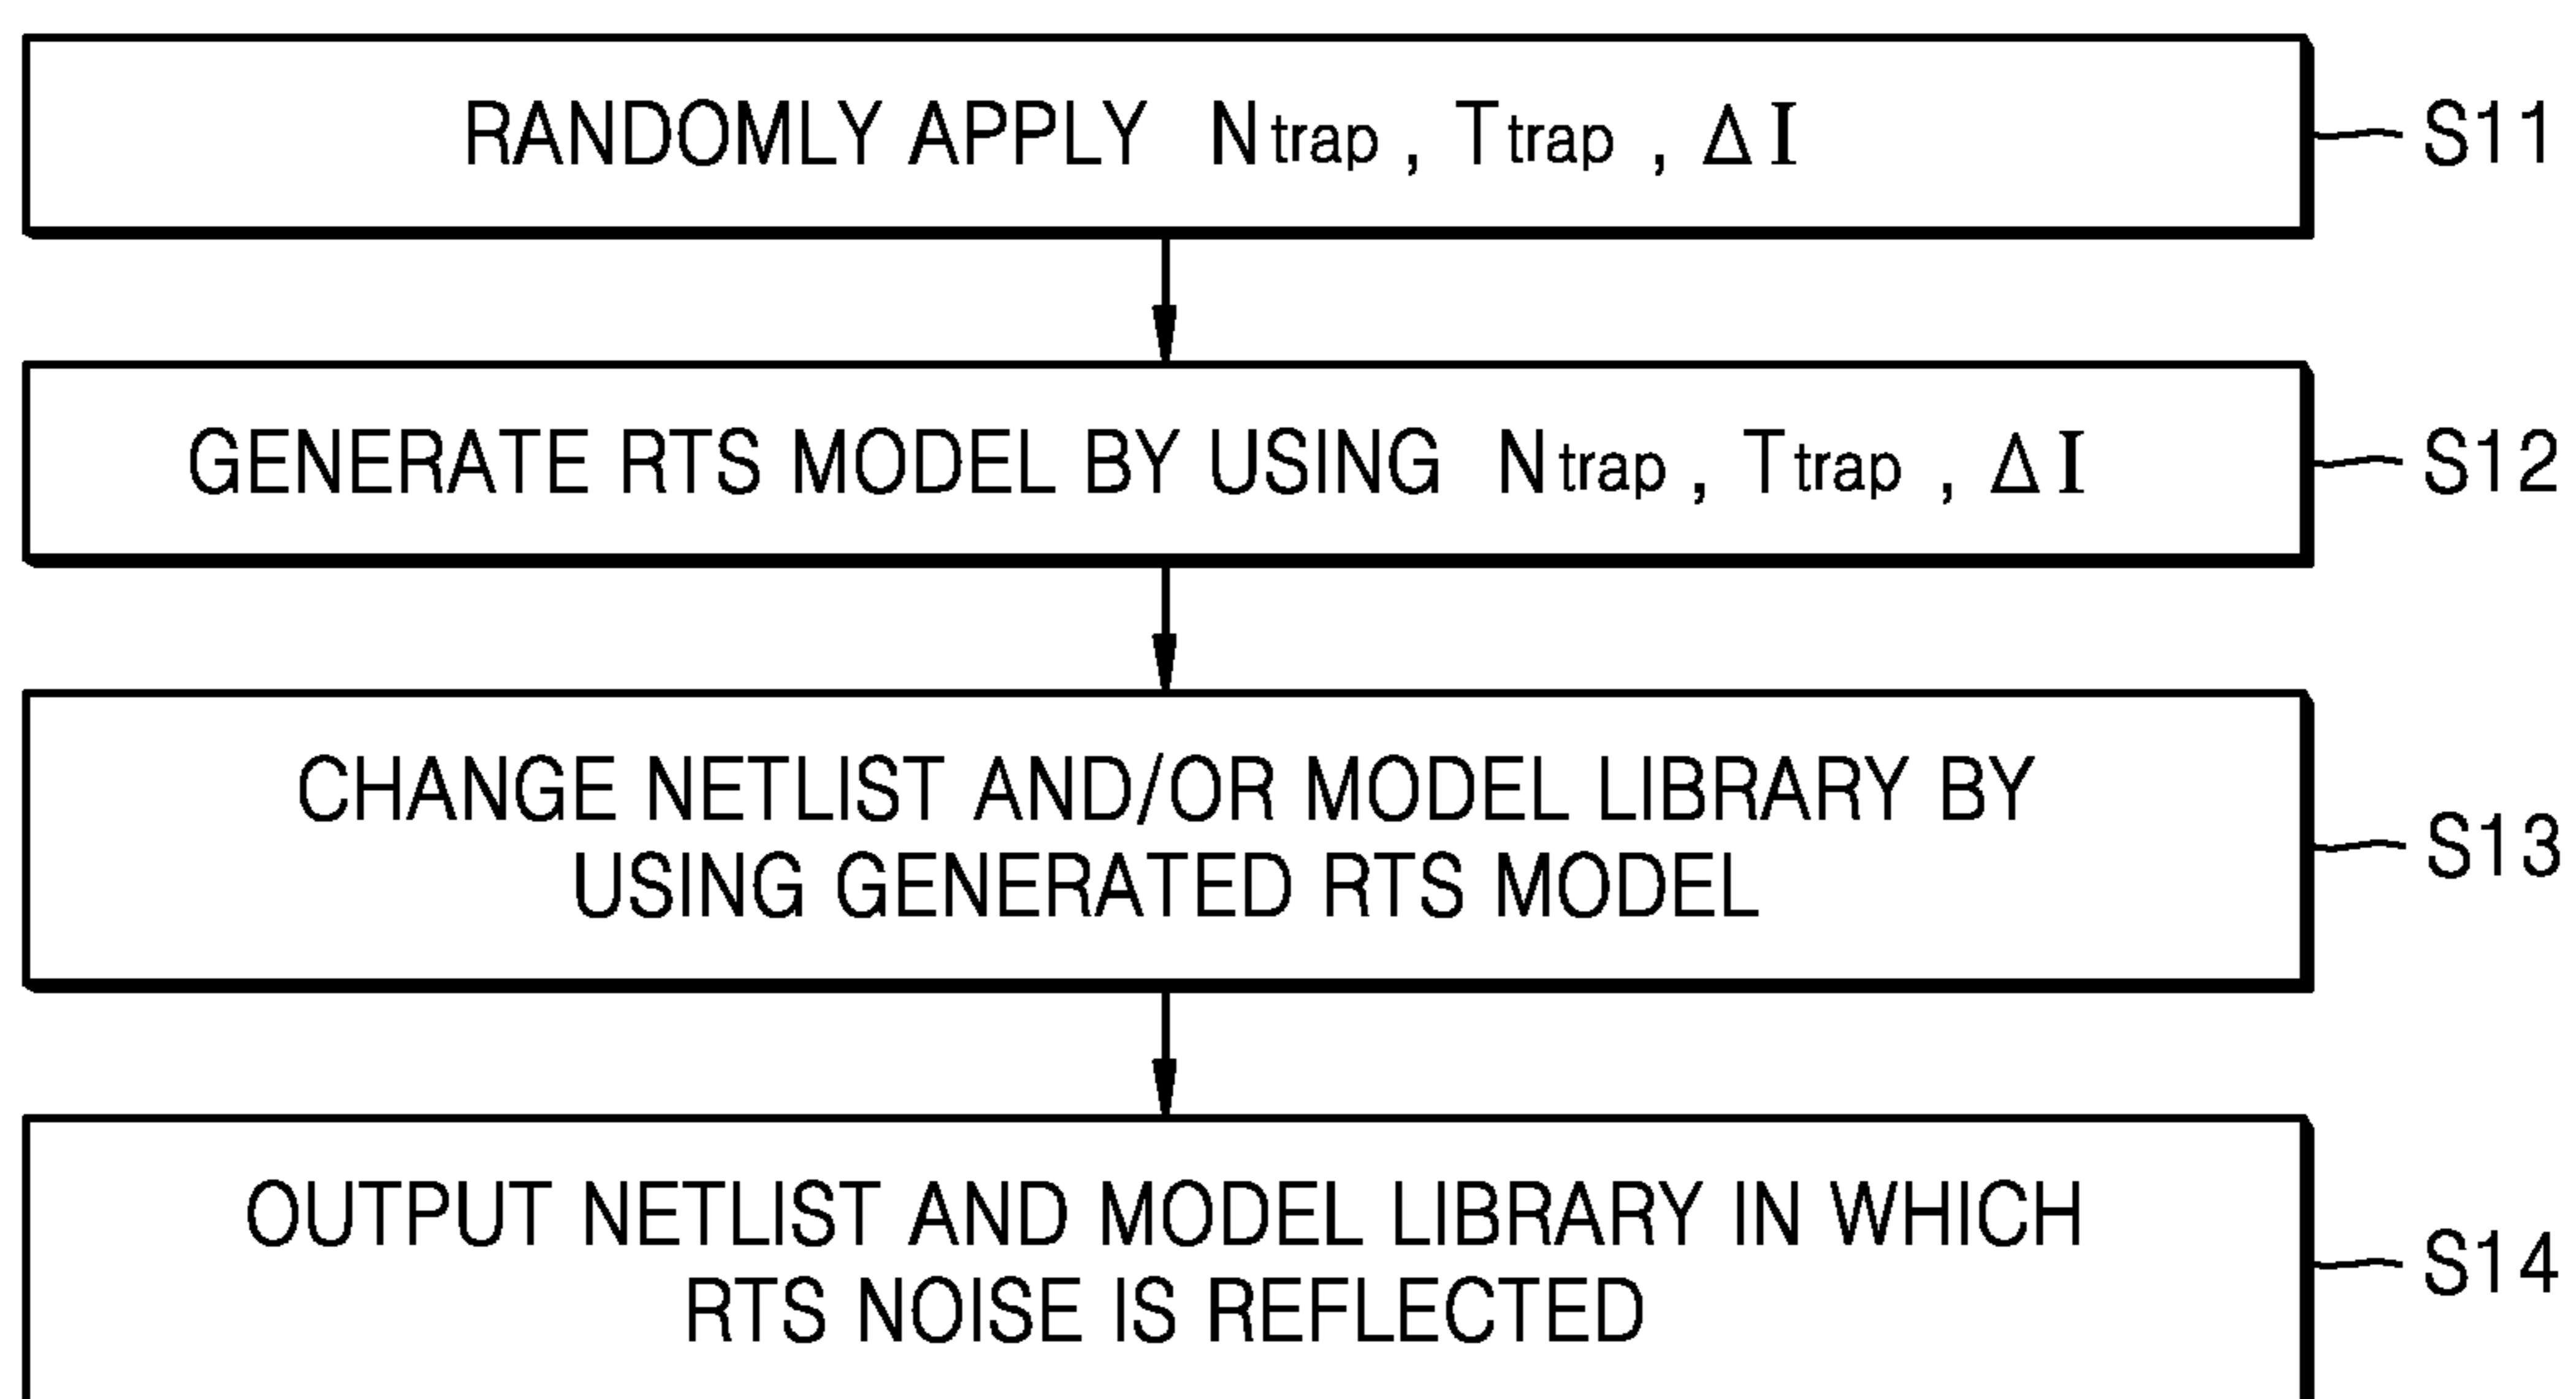 RANDOMLY APPLY Ntrap, Ttrap, ΔI
S11
GENERATE RTS MODEL BY USING Ntrap, Ttrap, ΔI
S12
CHANGE NETLIST AND/OR MODEL LIBRARY BY
USING GENERATED RTS MODEL
S13
OUTPUT NETLIST AND MODEL LIBRARY IN WHICH
RTS NOISE IS REFLECTED
S14